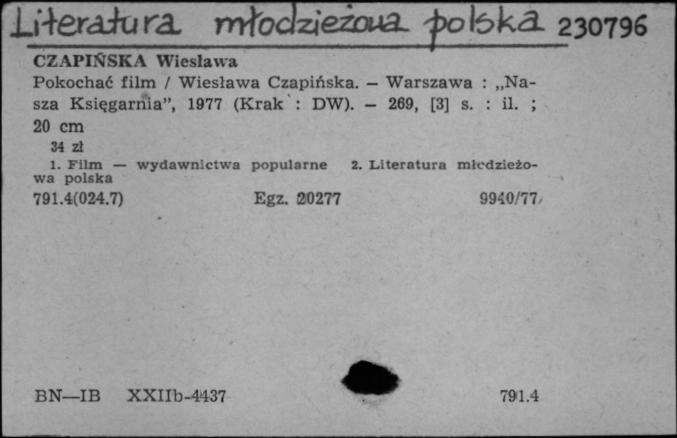 Literatura młodzieżowa polska 230796
CZAPIŃSKA Wiesława
Pokochać film / Wiesława Czapińska. — Warszawa : „Na-
sza Księgarnia”, 1977 (Krak : DW). — 269, [3] s. : il. ;
20 cm
34 zł
1. Film — wydawnictwa popularne 2. Literatura młodzieżo-
wa polska
791.4(024.7) Egz. 20277 9940/77
BN—IB XXIIb-4437 791.4